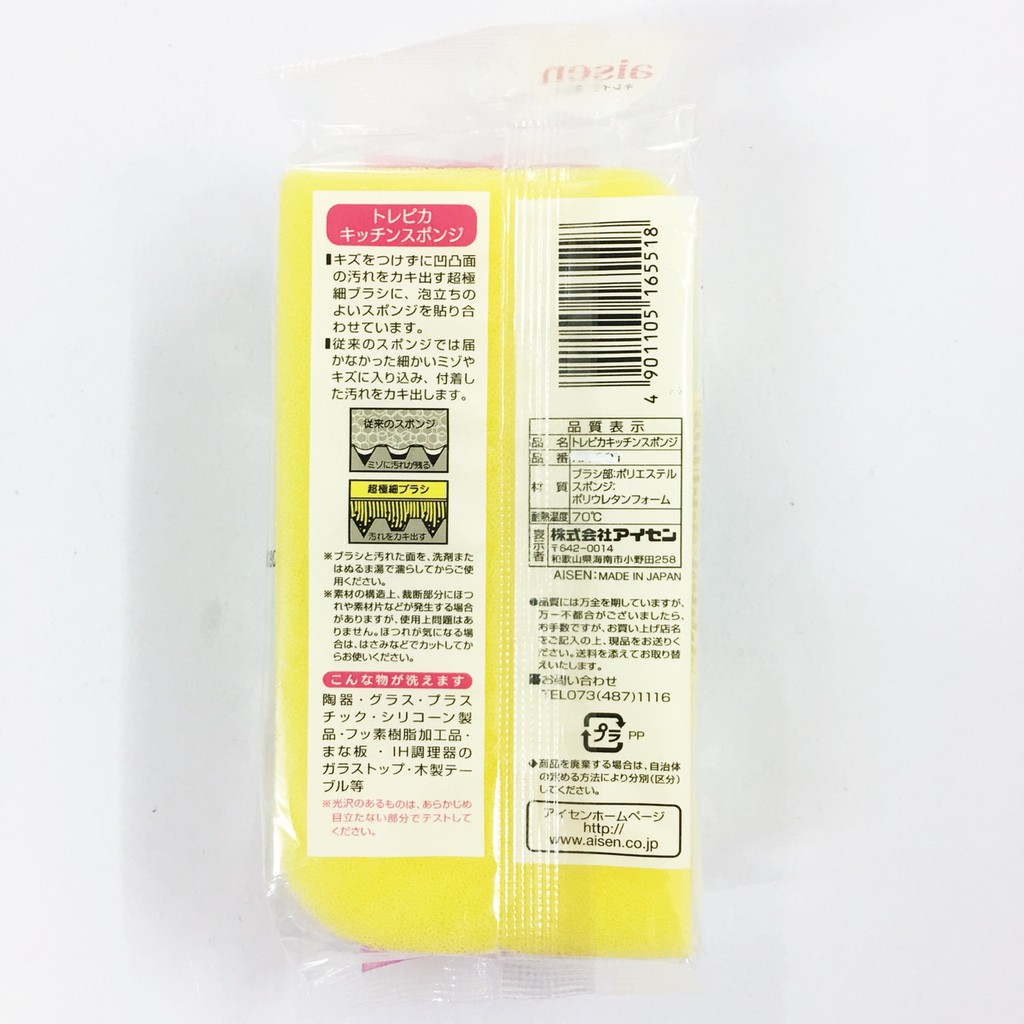 aisen
トレピカ
キッチンスポンジ
キズをつけずに凹凸面
の汚れをカキ出す超極
細ブラシに、泡立ちの
よいスポンジを貼り合
わせています。
従来のスポンジでは届
かなかった細かいミゾや
キズに入り込み、付着し
た汚れをカキ出します。
従来のスポンジ
ミゾに汚れが残る
超極細ブラシ
汚れをカキ出す
※ブラシと汚れた面を、洗剤また
はぬるま湯で濡らしてからご使
用ください。
※素材の構造上、裁断部分にほつ
れや素材片などが発生する場合
がありますが、使用上問題はあ
りません。ほつれが気になる場
合は、はさみなどでカットしてか
らお使いください。
こんな物が洗えます
陶器・グラス・プラス
チック・シリコーン製
品・フッ素樹脂加工品・
まな板・IH調理器の
ガラストップ・木製テー
ブル等
※光沢のあるものは、あらかじめ
目立たない部分でテストして
ください。
4 901105 165518
品質表示
品名 トレピカキッチンスポンジ
品番
材質 ブラシ部:ポリエステル
スポンジ:
ポリウレタンフォーム
耐熱温度 70℃
表示者 株式会社アイセン
〒642-0014
和歌山県海南市小野田258
AISEN:MADE IN JAPAN
品質には万全を期していますが、
万一不都合がございましたら、
お手数ですが、お買い上げ店名
をご記入の上、現品をお送りく
ださい。送料を添えてお取り替
えいたします。
お問い合わせ
TEL073(487)1116
プラ PP
商品を廃棄する場合は、自治体
の定める方法により分別(区分)
してください。
アイセンホームページ
http://
www.aisen.co.jp